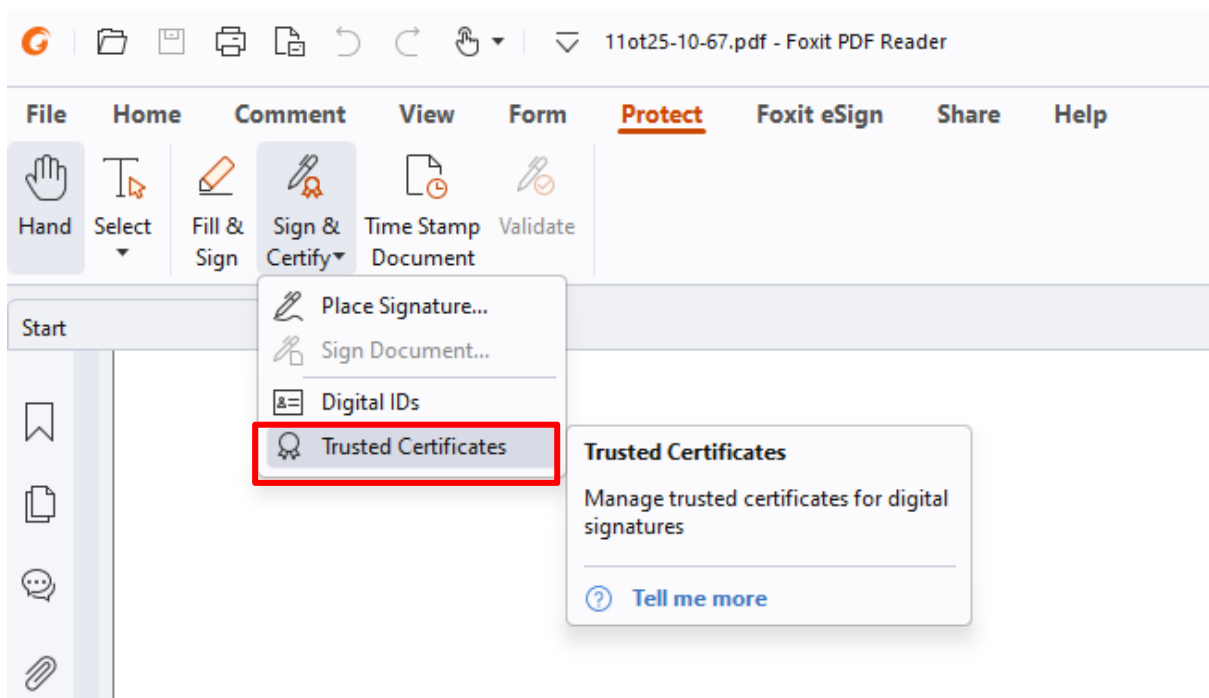 11ot25-10-67.pdf - Foxit PDF Reader
File Home Comment View Form Protect Foxit eSign Share Help
Hand Select Fill & Sign & Time Stamp Validate
Sign Certify Document
Start
Place Signature...
Sign Document...
Digital IDs
Trusted Certificates
Trusted Certificates
Manage trusted certificates for digital
signatures
Tell me more